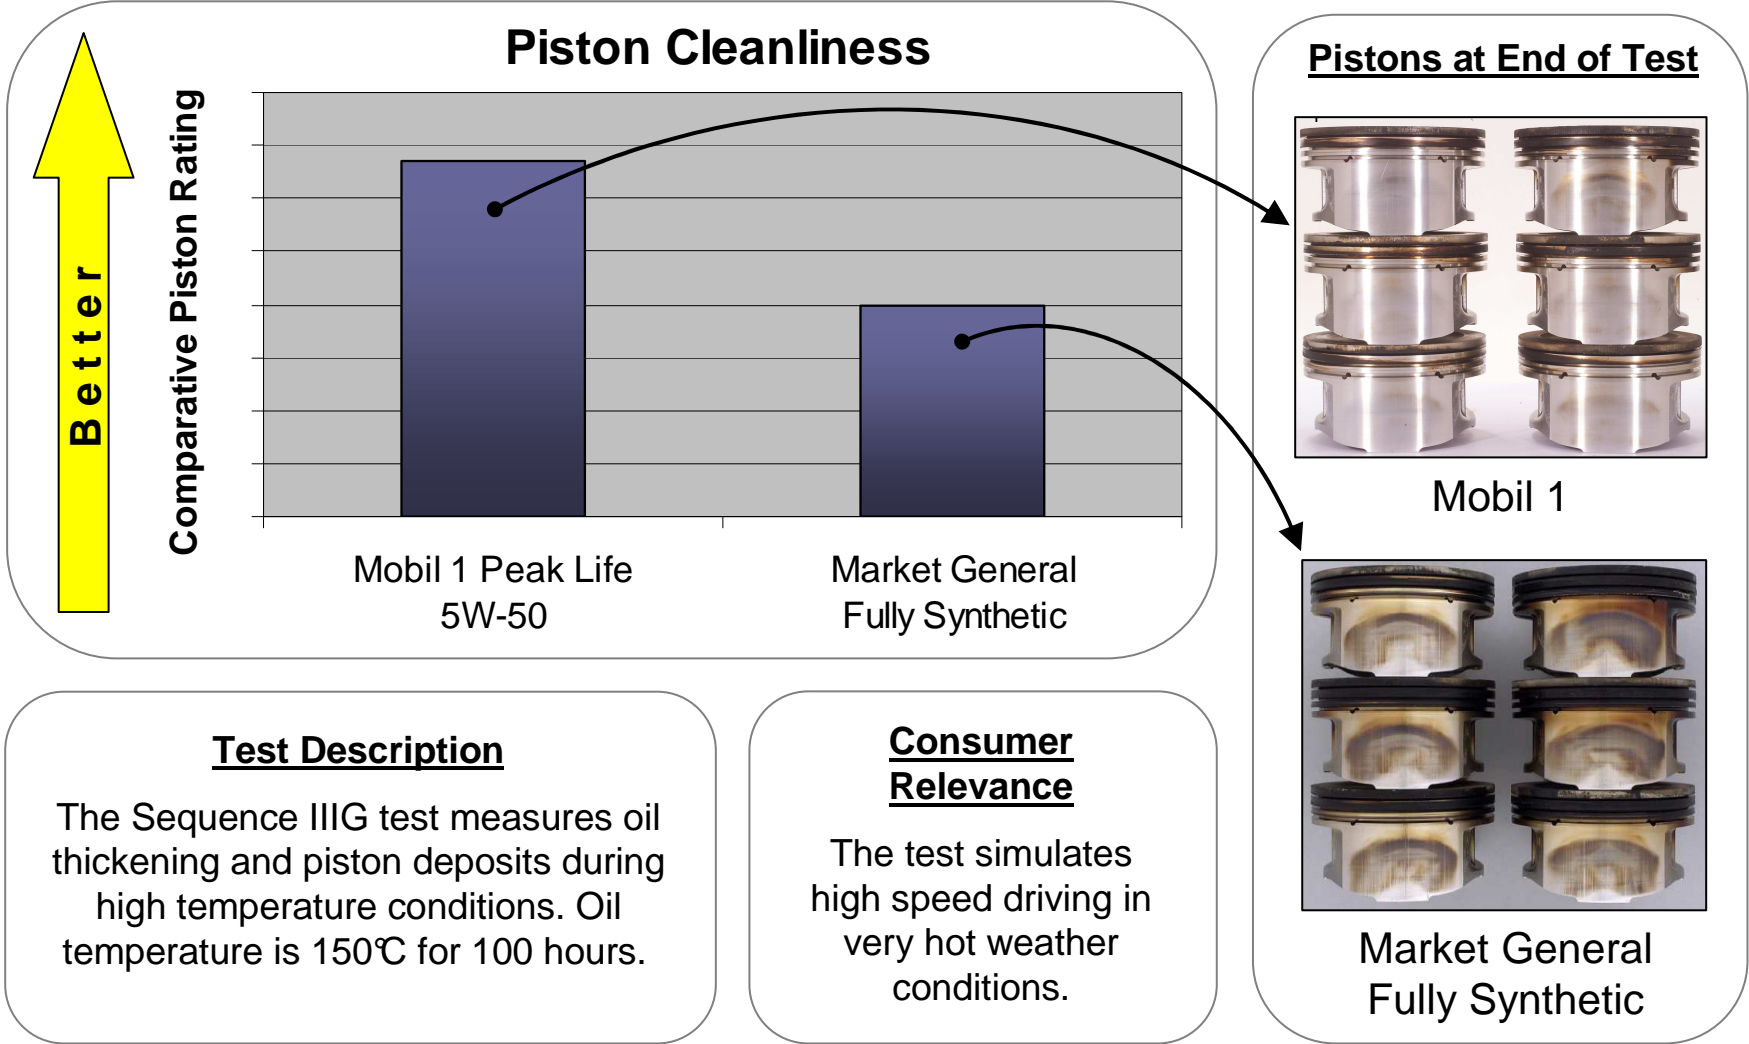 Piston Cleanliness
Better
Comparative Piston Rating
Mobil 1 Peak Life
5W-50
Market General
Fully Synthetic
Pistons at End of Test
Mobil 1
Market General
Fully Synthetic
Test Description
The Sequence IIIG test measures oil
thickening and piston deposits during
high temperature conditions. Oil
temperature is 150°C for 100 hours.
Consumer
Relevance
The test simulates
high speed driving in
very hot weather
conditions.